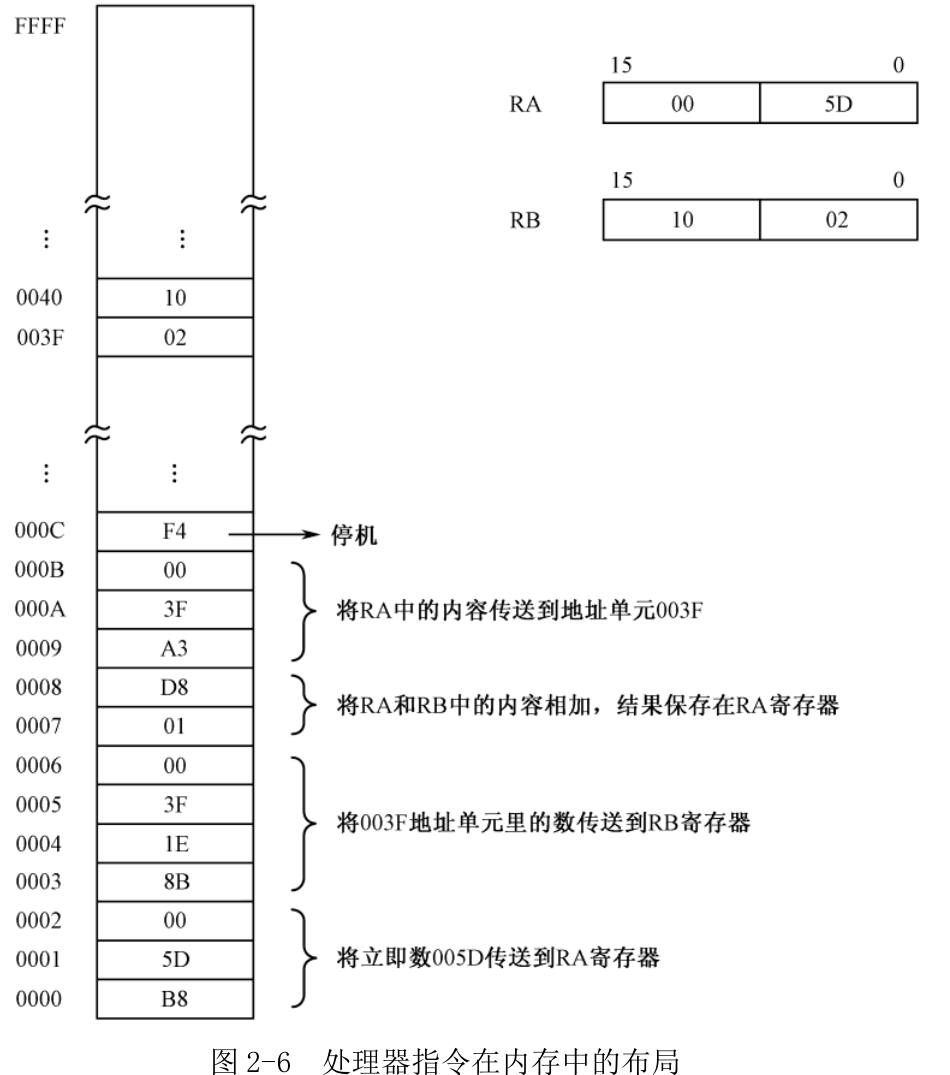 FFFF
15 0
RA 00 5D
15 0
RB 10 02
⋮ ⋮
0040 10
003F 02
⋮ ⋮
000C F4 停机
000B 00
000A 3F 将RA中的内容传送到地址单元003F
0009 A3
0008 D8
将RA和RB中的内容相加，结果保存在RA寄存器
0007 01
0006 00
0005 3F
将003F地址单元里的数传送到RB寄存器
0004 1E
0003 8B
0002 00
0001 5D 将立即数005D传送到RA寄存器
0000 B8
图 2-6 处理器指令在内存中的布局